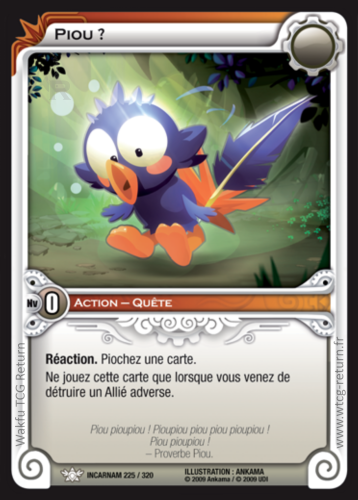 Piou ?
Nv 0
Action – Quête
Réaction. Piochez une carte.
Ne jouez cette carte que lorsque vous venez de
détruire un Allié adverse.
Piou pioupiou ! Pioupiou piou piou pioupiou !
Piou pioupiou !
– Proverbe Piou.
INCARNAM 225 / 320
ILLUSTRATION : ANKAMA
© 2009 Ankama / © 2009 UDI
Wakfu TCG Return
www.wtcg-return.fr